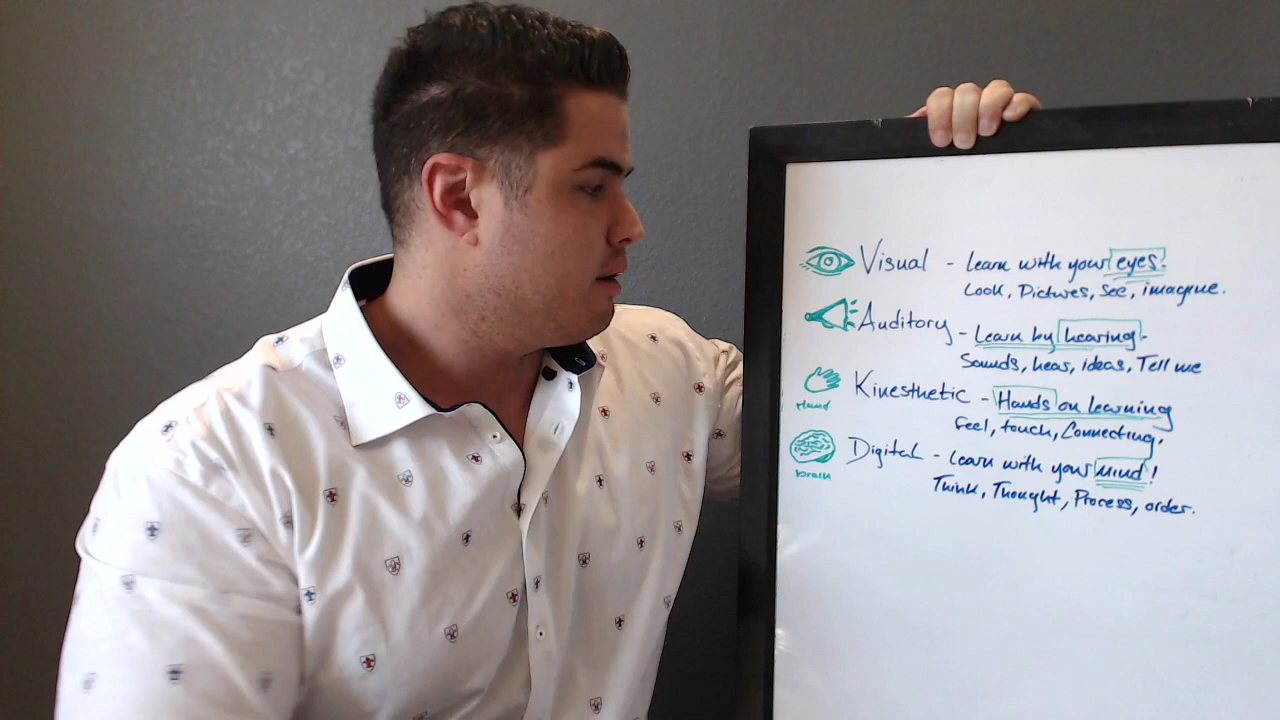 Visual - Learn with your eyes.
Look, Pictures, See, imagine.
Auditory - Learn by hearing -
Sounds, hear, ideas, Tell me
Kinesthetic - Hands on learning
Hand
Feel, touch, Connecting,
Digital - Learn with your mind!
brain
Think, Thought, Process, order.